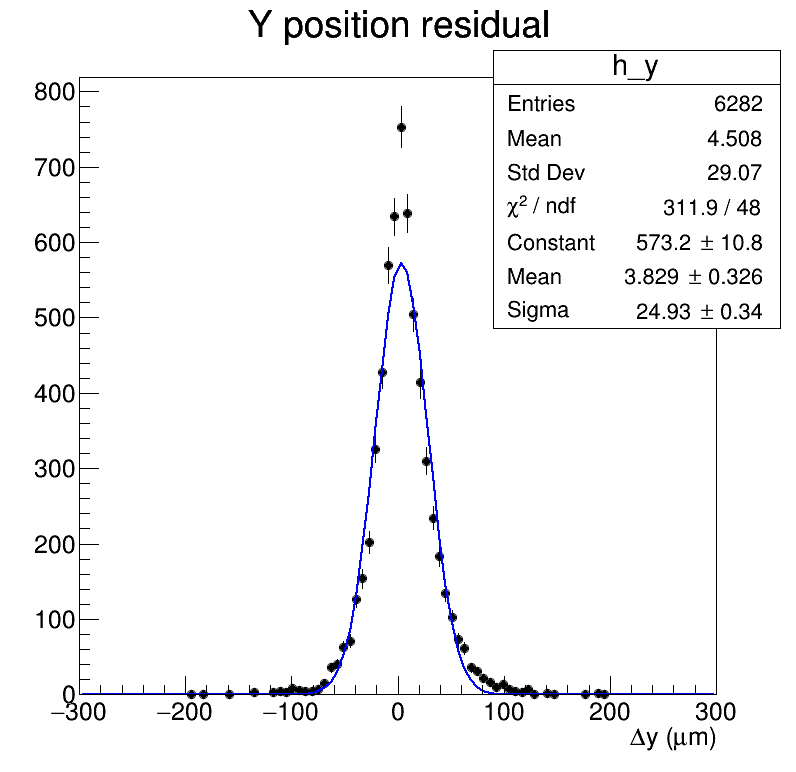 Y position residual
h_y
Entries 6282
Mean 4.508
Std Dev 29.07
χ² / ndf 311.9 / 48
Constant 573.2 ± 10.8
Mean 3.829 ± 0.326
Sigma 24.93 ± 0.34
800
700
600
500
400
300
200
100
0
−300 −200 −100 0 100 200 300
Δy (μm)